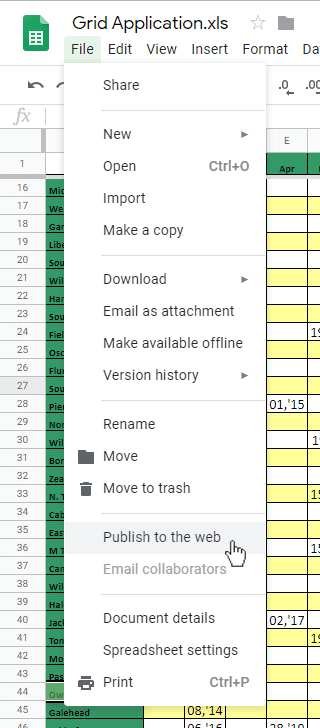 Grid Application.xls
File Edit View Insert Format
.0 .00
fx
E
1 Apr
Share
New
Open Ctrl+O
Import
Make a copy
Download
Email as attachment
Make available offline
Version history
Rename
Move
Move to trash
Publish to the web
Email collaborators
Document details
Spreadsheet settings
Print Ctrl+P
16
17
18
19
20
21
22
23
24
25
26
27
28 01,'15
29
30
31
32
33 N. T
34
35
36 M T
37
38
39
40 02,'17
41
42
43
44
45 Galehead 08,'14
46 06,'16 28,'19